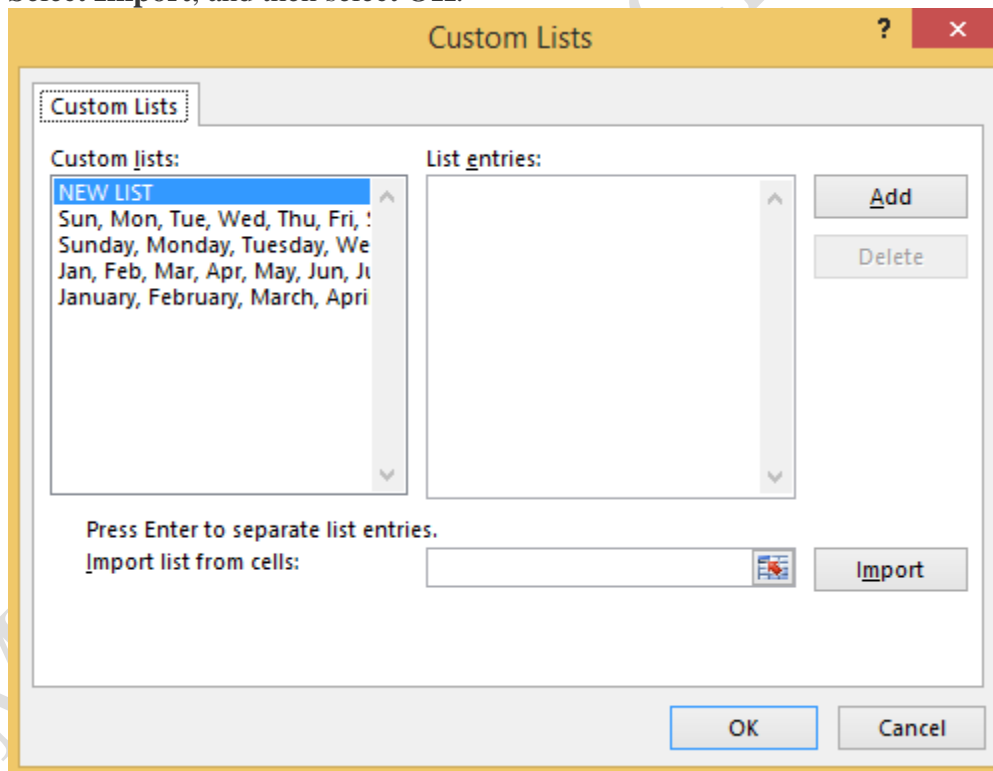 Custom Lists
?
×
Custom Lists
Custom lists:
List entries:
NEW LIST
Sun, Mon, Tue, Wed, Thu, Fri,
Sunday, Monday, Tuesday, We
Jan, Feb, Mar, Apr, May, Jun, Ju
January, February, March, Apri
Add
Delete
Press Enter to separate list entries.
Import list from cells:
Import
OK
Cancel